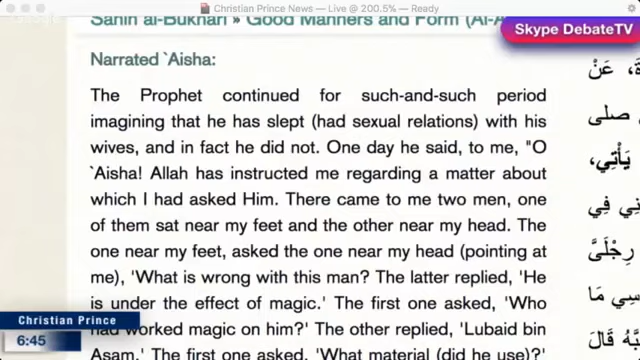 Christian Prince News — Live @ 200.5% — Ready
Sahih al-Bukhari » Good Manners and Form (Al-A
Skype DebateTV
Narrated `Aisha:
The Prophet continued for such-and-such period
imagining that he has slept (had sexual relations) with his
wives, and in fact he did not. One day he said, to me, "O
`Aisha! Allah has instructed me regarding a matter about
which I had asked Him. There came to me two men, one
of them sat near my feet and the other near my head. The
one near my feet, asked the one near my head (pointing at
me), 'What is wrong with this man? The latter replied, 'He
is under the effect of magic.' The first one asked, 'Who
had worked magic on him?' The other replied, 'Lubaid bin
Asam.' The first one asked, 'What material (did he use)?'
عَنْ
صلى
يَأْتِي،
فِي
رِجْلَىَّ
مَا
قَالَ
Christian Prince
6:45